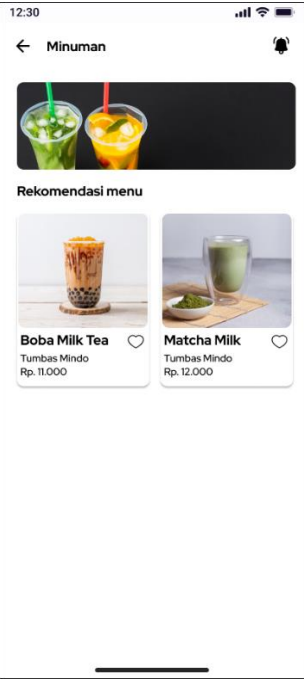 12:30
Minuman
Rekomendasi menu
Boba Milk Tea
Tumbas Mindo
Rp. 11.000
Matcha Milk
Tumbas Mindo
Rp. 12.000